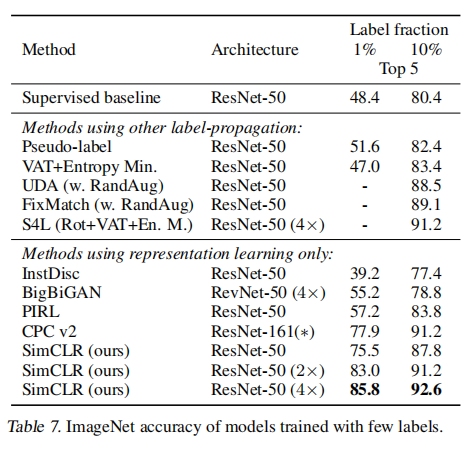 Label fraction
Method Architecture 1% 10%
Top 5
Supervised baseline ResNet-50 48.4 80.4
Methods using other label-propagation:
Pseudo-label ResNet-50 51.6 82.4
VAT+Entropy Min. ResNet-50 47.0 83.4
UDA (w. RandAug) ResNet-50 - 88.5
FixMatch (w. RandAug) ResNet-50 - 89.1
S4L (Rot+VAT+En. M.) ResNet-50 (4×) - 91.2
Methods using representation learning only:
InstDisc ResNet-50 39.2 77.4
BigBiGAN RevNet-50 (4×) 55.2 78.8
PIRL ResNet-50 57.2 83.8
CPC v2 ResNet-161(∗) 77.9 91.2
SimCLR (ours) ResNet-50 75.5 87.8
SimCLR (ours) ResNet-50 (2×) 83.0 91.2
SimCLR (ours) ResNet-50 (4×) 85.8 92.6
Table 7. ImageNet accuracy of models trained with few labels.